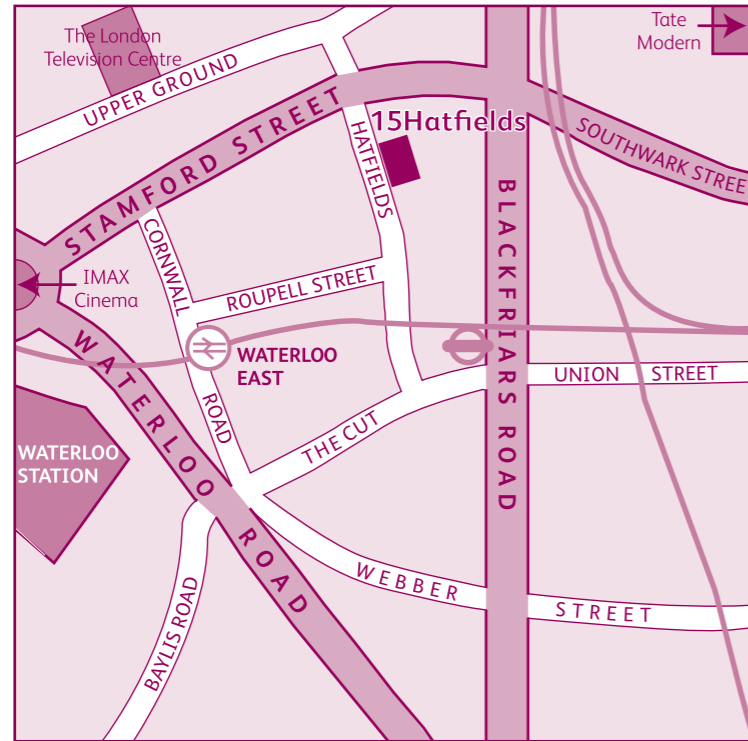 The London
Television Centre
Tate
Modern
UPPER GROUND
STAMFORD STREET
15Hatfields
HATFIELDS
SOUTHWARK STREE
BLACKFRIARS ROAD
CORNWALL
ROAD
ROUPELL STREET
IMAX
Cinema
WATERLOO
EAST
WATERLOO ROAD
UNION STREET
THE CUT
WATERLOO
STATION
WEBBER STREET
BAYLIS ROAD